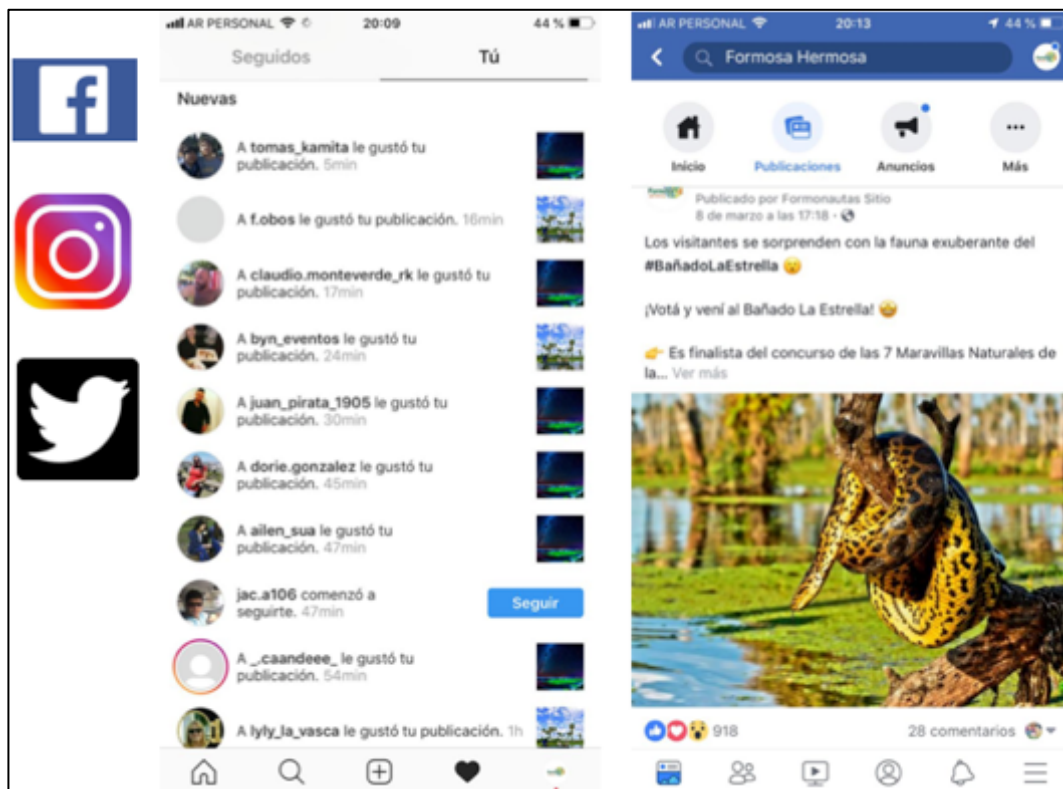 AR PERSONAL 20:09 44 %
Seguidos Tú
Nuevas
A tomas_kamita le gustó tu
publicación. 5min
A f.obos le gustó tu publicación. 16min
A claudio.monteverde_rk le gustó tu
publicación. 17min
A byn_eventos le gustó tu
publicación. 24min
A juan_pirata_1905 le gustó tu
publicación. 30min
A dorie.gonzalez le gustó tu
publicación. 45min
A ailen_sua le gustó tu
publicación. 47min
jac.a106 comenzó a
seguirte. 47min
Seguir
A _.caandeee_ le gustó tu
publicación. 54min
A lyly_la_vasca le gustó tu publicación. 1h
AR PERSONAL 20:13 44 %
Formosa Hermosa
Inicio Publicaciones Anuncios Más
Publicado por Formonautas Sitio
8 de marzo a las 17:18 ·
Los visitantes se sorprenden con la fauna exuberante del
#BañadoLaEstrella 😯
¡Votá y vení al Bañado La Estrella! 🤩
👉 Es finalista del concurso de las 7 Maravillas Naturales de
la... Ver más
918 28 comentarios